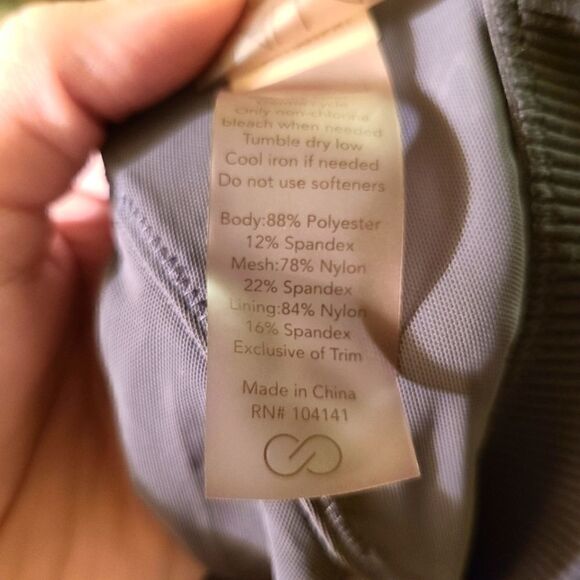 cycle
Only non-chlorine
bleach when needed
Tumble dry low
Cool iron if needed
Do not use softeners
Body:88% Polyester
12% Spandex
Mesh:78% Nylon
22% Spandex
Lining:84% Nylon
16% Spandex
Exclusive of Trim
Made in China
RN# 104141